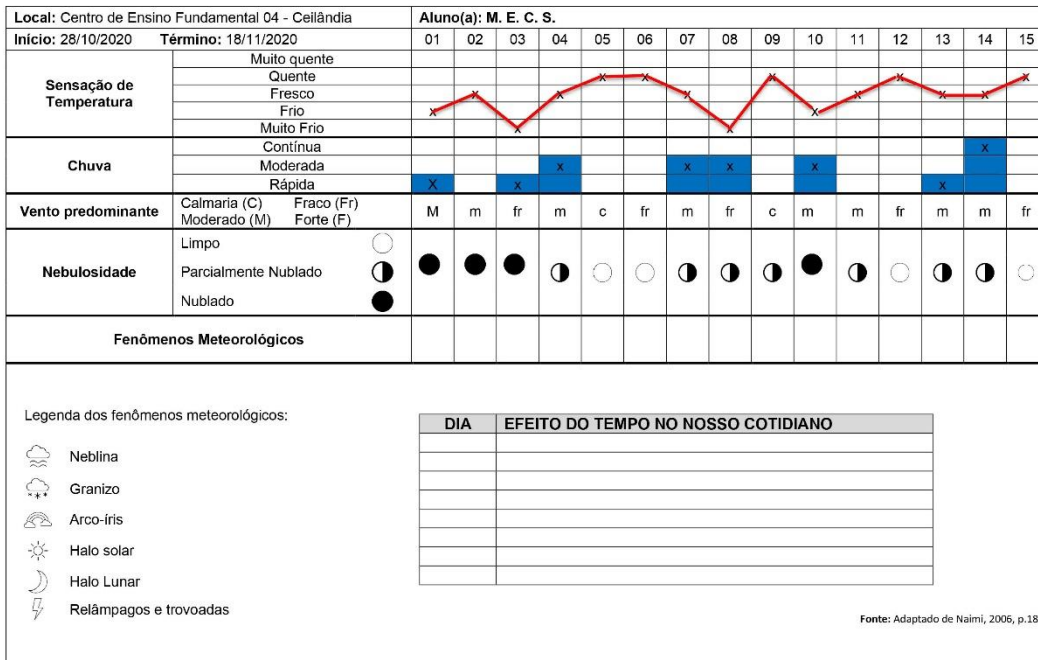 Local: Centro de Ensino Fundamental 04 - Ceilândia Aluno(a): M. E. C. S.
Início: 28/10/2020 Término: 18/11/2020 01 02 03 04 05 06 07 08 09 10 11 12 13 14 15
Sensação de Temperatura
Muito quente
Quente x x x x x
Fresco x x x x x x
Frio x x
Muito Frio x x
Chuva
Contínua x
Moderada x x x x
Rápida X x x
Vento predominante Calmaria (C) Fraco (Fr) M m fr m c fr m fr c m m fr m m fr
Moderado (M) Forte (F)
Nebulosidade
Limpo
Parcialmente Nublado
Nublado
Fenômenos Meteorológicos
Legenda dos fenômenos meteorológicos:
Neblina
Granizo
Arco-íris
Halo solar
Halo Lunar
Relâmpagos e trovoadas
DIA EFEITO DO TEMPO NO NOSSO COTIDIANO
Fonte: Adaptado de Naimi, 2006, p.18